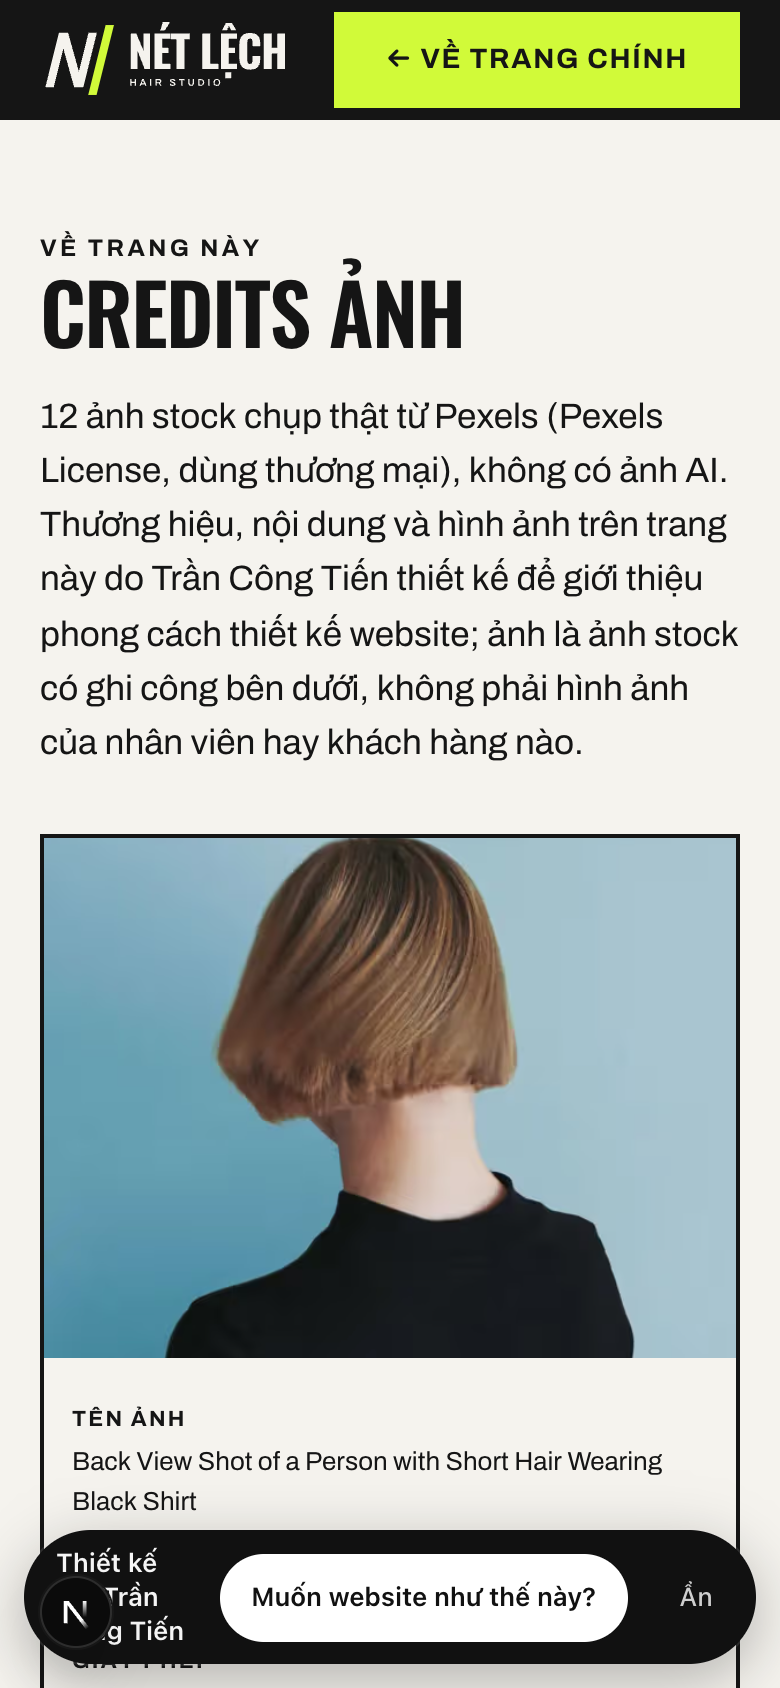 NÉT LỆCH
HAIR STUDIO
← VỀ TRANG CHÍNH
VỀ TRANG NÀY
CREDITS ẢNH
12 ảnh stock chụp thật từ Pexels (Pexels
License, dùng thương mại), không có ảnh AI.
Thương hiệu, nội dung và hình ảnh trên trang
này do Trần Công Tiến thiết kế để giới thiệu
phong cách thiết kế website; ảnh là ảnh stock
có ghi công bên dưới, không phải hình ảnh
của nhân viên hay khách hàng nào.
TÊN ẢNH
Back View Shot of a Person with Short Hair Wearing
Black Shirt
Thiết kế
Trần
Tiến
Muốn website như thế này?
Ẩn